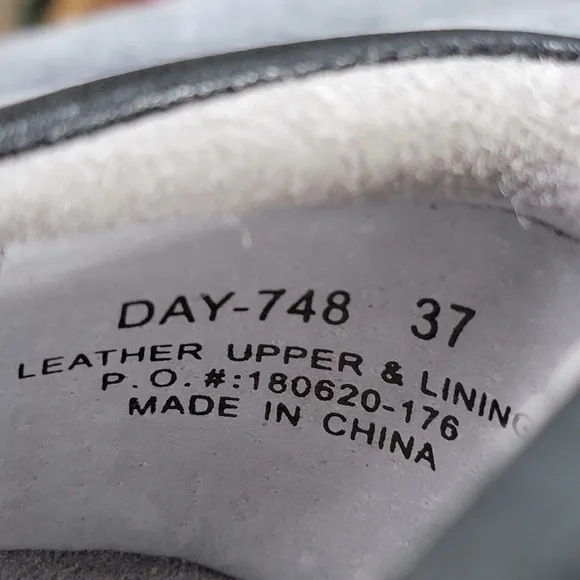 DAY-748 37
LEATHER UPPER & LINING
P.O.#:180620-176
MADE IN CHINA